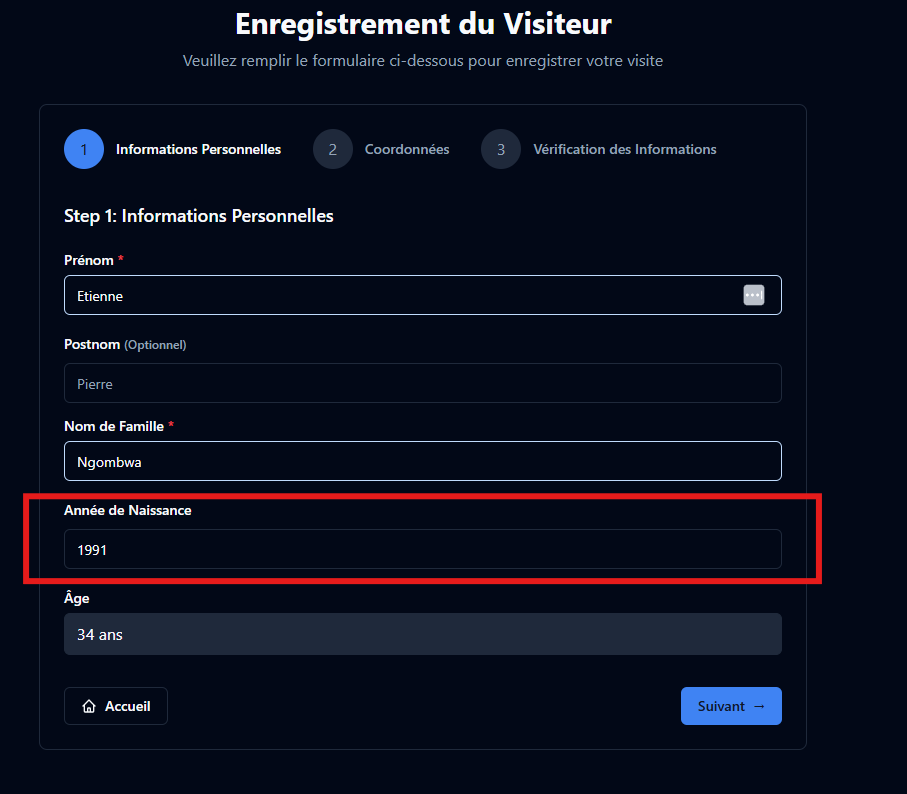 Enregistrement du Visiteur
Veuillez remplir le formulaire ci-dessous pour enregistrer votre visite
1 Informations Personnelles 2 Coordonnées 3 Vérification des Informations
Step 1: Informations Personnelles
Prénom *
Etienne
Postnom (Optionnel)
Pierre
Nom de Famille *
Ngombwa
Année de Naissance
1991
Âge
34 ans
Accueil Suivant →